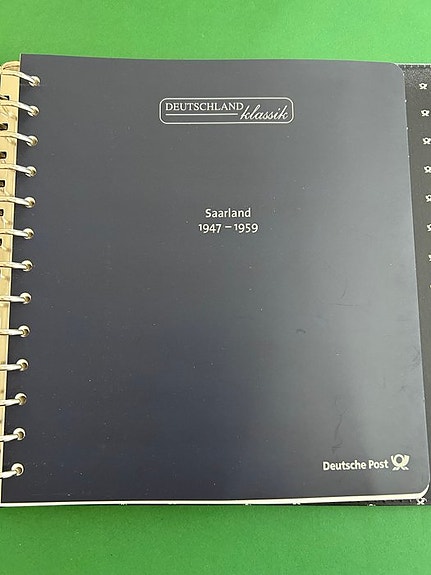 DEUTSCHLAND
klassik
Saarland
1947 – 1959
Deutsche Post